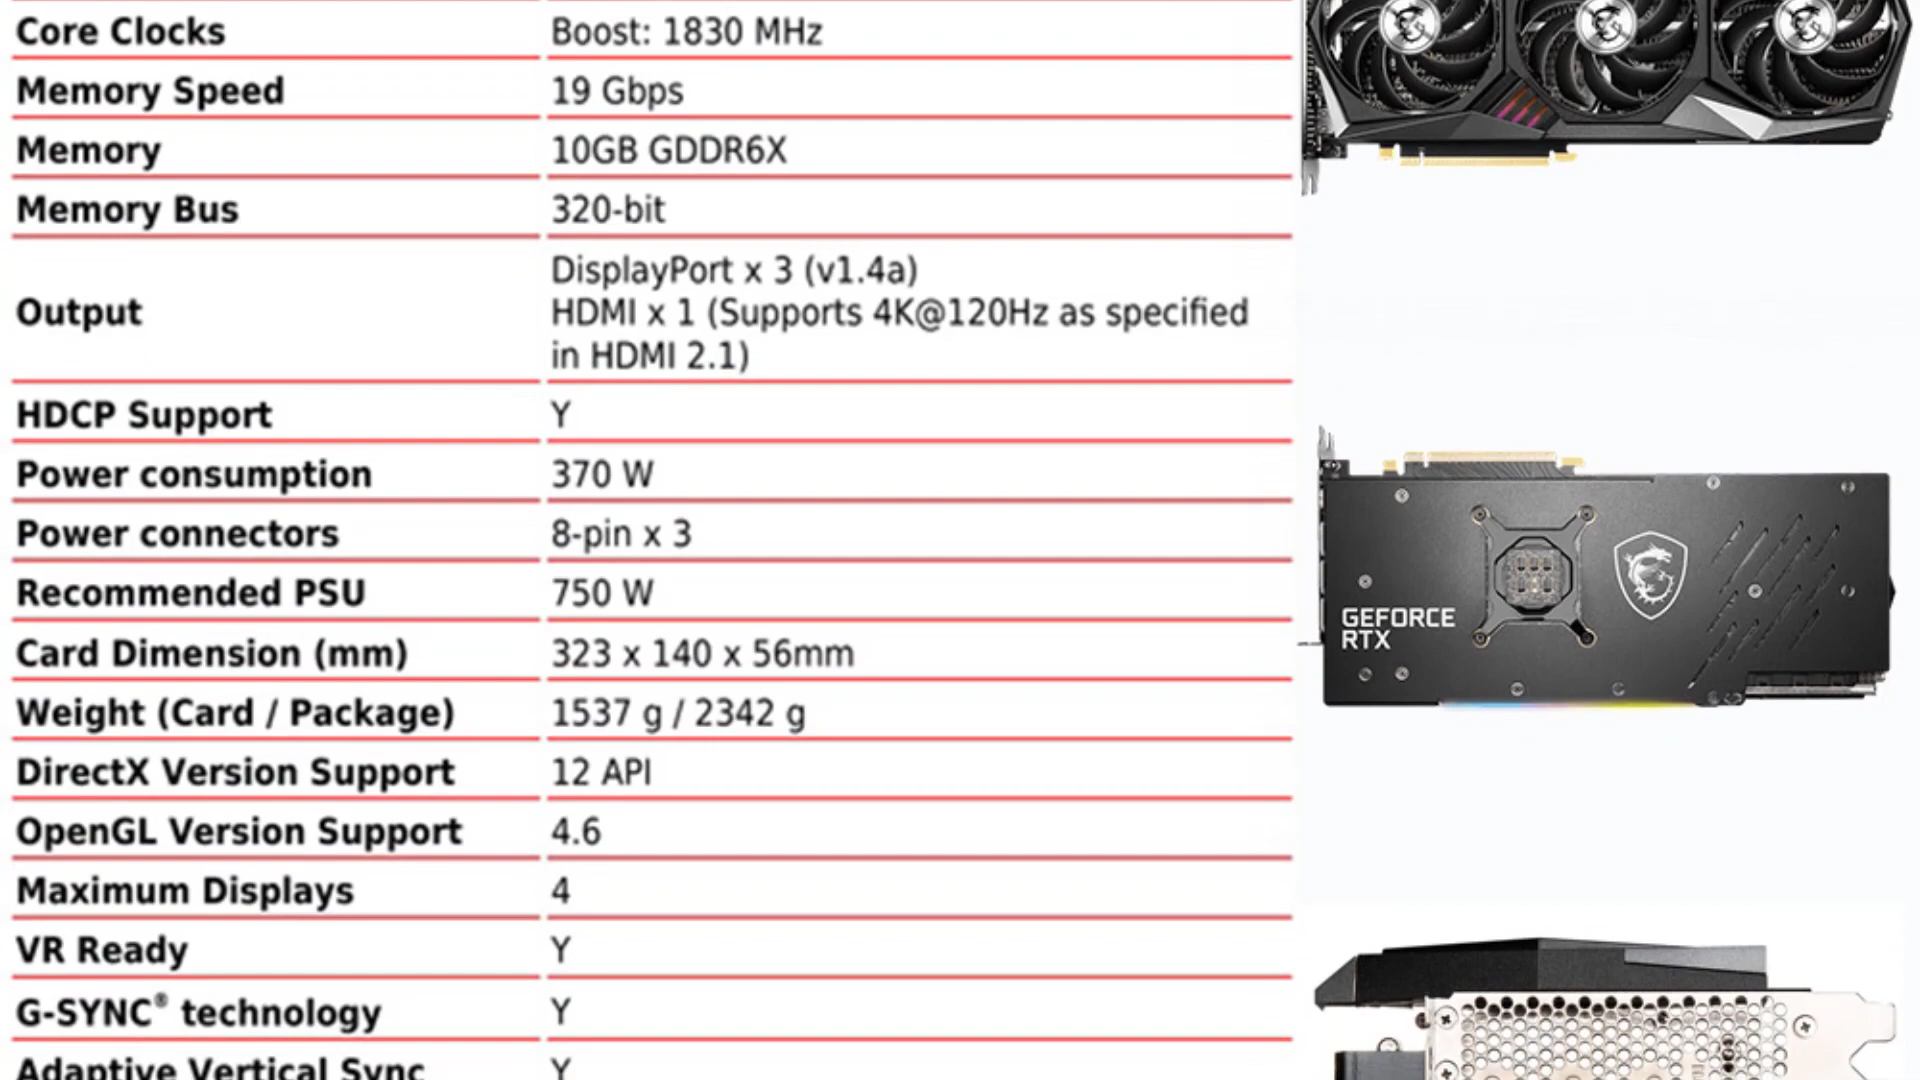 Core Clocks
Boost: 1830 MHz
Memory Speed
19 Gbps
Memory
10GB GDDR6X
Memory Bus
320-bit
Output
DisplayPort x 3 (v1.4a)
HDMI x 1 (Supports 4K@120Hz as specified
in HDMI 2.1)
HDCP Support
Y
Power consumption
370 W
Power connectors
8-pin x 3
Recommended PSU
750 W
Card Dimension (mm)
323 x 140 x 56mm
Weight (Card / Package)
1537 g / 2342 g
DirectX Version Support
12 API
OpenGL Version Support
4.6
Maximum Displays
4
VR Ready
Y
G-SYNC® technology
Y
Adaptive Vertical Sync
Y
GEFORCE
RTX